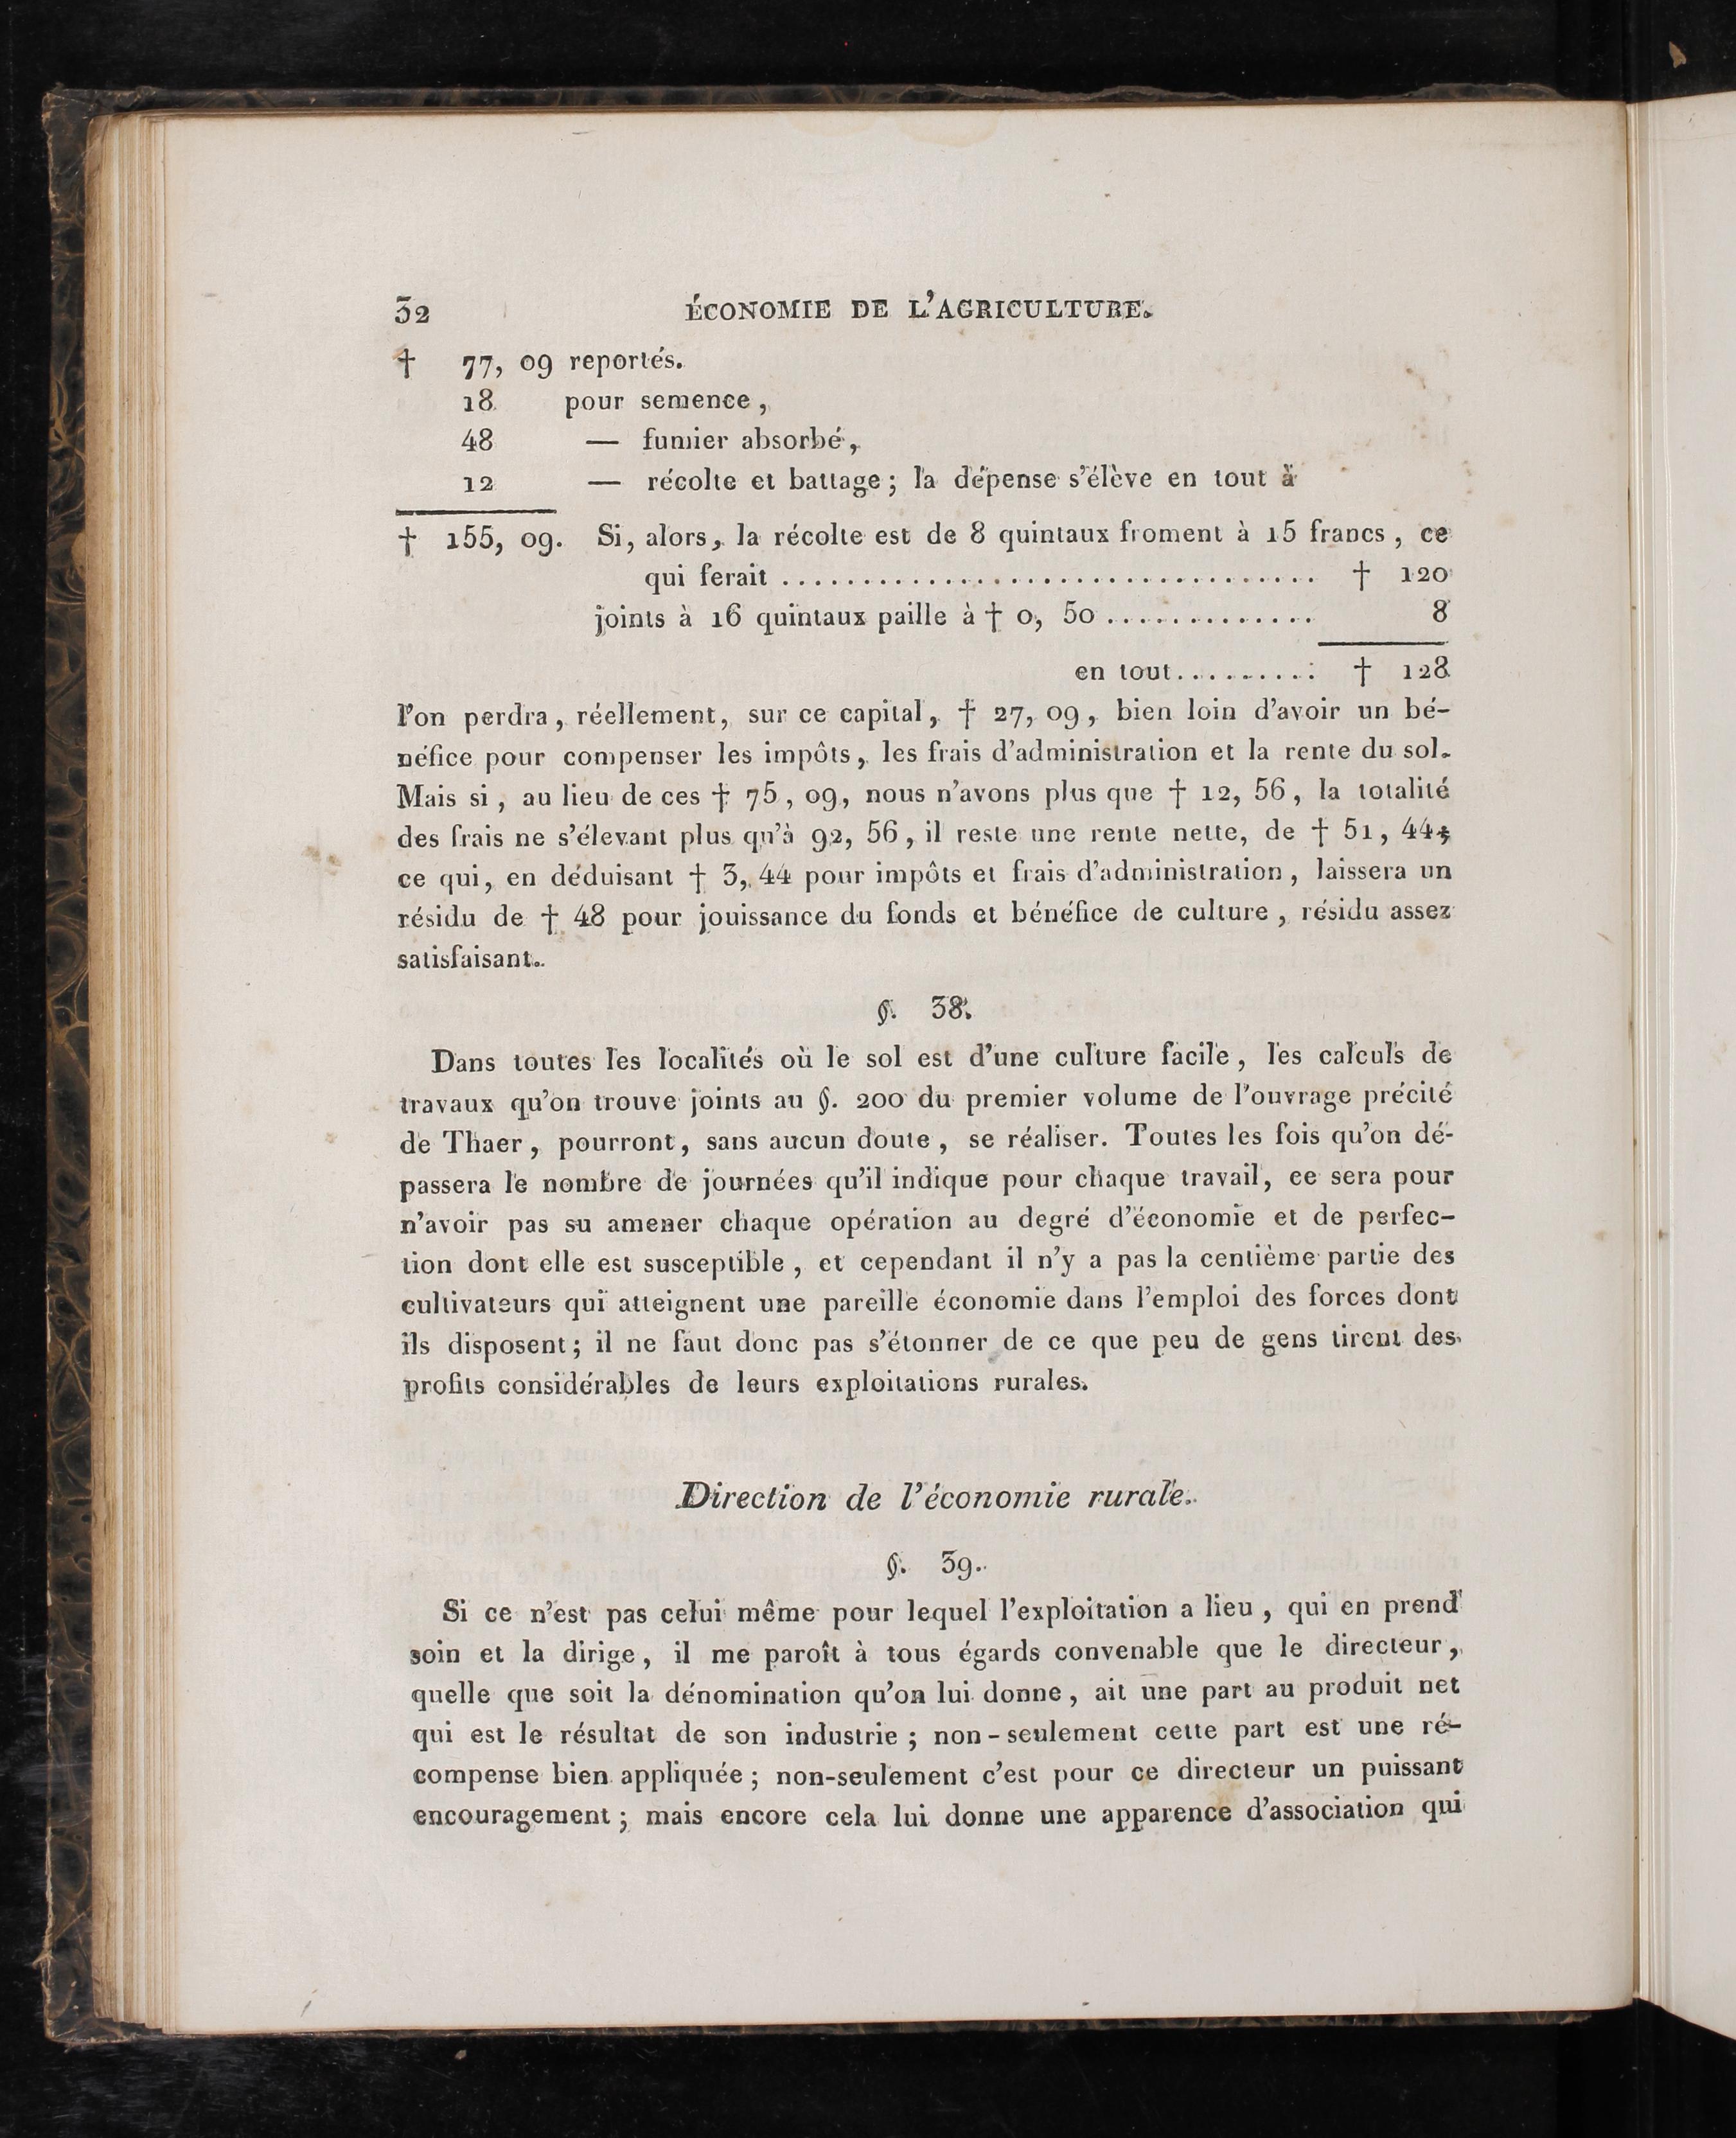 32 ÉCONOMIE DE L'AGRICULTURE.
† 77, 09 reportés.
18 pour semence,
48 — fumier absorbé,
12 — récolte et battage; la dépense s'élève en tout à
† 155, 09. Si, alors, la récolte est de 8 quintaux froment à 15 francs, ce
qui ferait ................................. † 120
joints à 16 quintaux paille à † 0, 50 ............. 8
en tout.......... † 128
l'on perdra, réellement, sur ce capital, † 27, 09, bien loin d'avoir un bé-
néfice pour compenser les impôts, les frais d'administration et la rente du sol.
Mais si, au lieu de ces † 75, 09, nous n'avons plus que † 12, 56, la totalité
des frais ne s'élevant plus qu'à 92, 56, il reste une rente nette, de † 51, 44;
ce qui, en déduisant † 3, 44 pour impôts et frais d'administration, laissera un
résidu de † 48 pour jouissance du fonds et bénéfice de culture, résidu assez
satisfaisant.
§. 38.
Dans toutes les localités où le sol est d'une culture facile, les calculs de
travaux qu'on trouve joints au §. 200 du premier volume de l'ouvrage précité
de Thaer, pourront, sans aucun doute, se réaliser. Toutes les fois qu'on dé-
passera le nombre de journées qu'il indique pour chaque travail, ce sera pour
n'avoir pas su amener chaque opération au degré d'économie et de perfec-
tion dont elle est susceptible, et cependant il n'y a pas la centième partie des
cultivateurs qui atteignent une pareille économie dans l'emploi des forces dont
ils disposent; il ne faut donc pas s'étonner de ce que peu de gens tirent des
profits considérables de leurs exploitations rurales.
Direction de l'économie rurale.
§. 39.
Si ce n'est pas celui même pour lequel l'exploitation a lieu, qui en prend
soin et la dirige, il me paroît à tous égards convenable que le directeur,
quelle que soit la dénomination qu'on lui donne, ait une part au produit net
qui est le résultat de son industrie; non-seulement cette part est une ré-
compense bien appliquée; non-seulement c'est pour ce directeur un puissant
encouragement; mais encore cela lui donne une apparence d'association qui